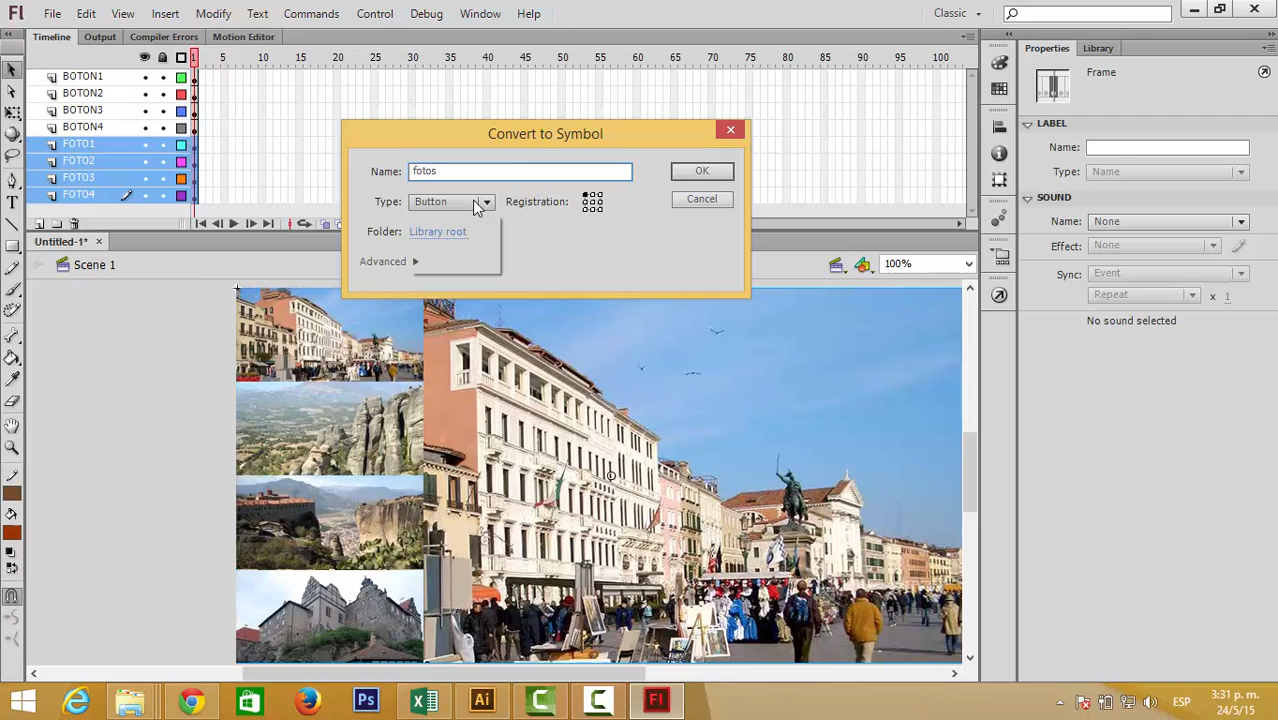 Fl File Edit View Insert Modify Text Commands Control Debug Window Help Classic
Timeline Output Compiler Errors Motion Editor
1 5 10 15 20 25 30 35 40 45 50 55 60 65 70 75 80 85 90 95 100
BOTON1
BOTON2
BOTON3
BOTON4
FOTO1
FOTO2
FOTO3
FOTO4
Convert to Symbol
Name: fotos OK
Type: Button Registration: Cancel
Folder: Library root
Advanced
Untitled-1* ×
Scene 1 100%
Properties Library
Frame
LABEL
Name:
Type: Name
SOUND
Name: None
Effect: None
Sync: Event
Repeat x 1
No sound selected
Ps Ai Fl ESP 3:31 p. m.
24/5/15